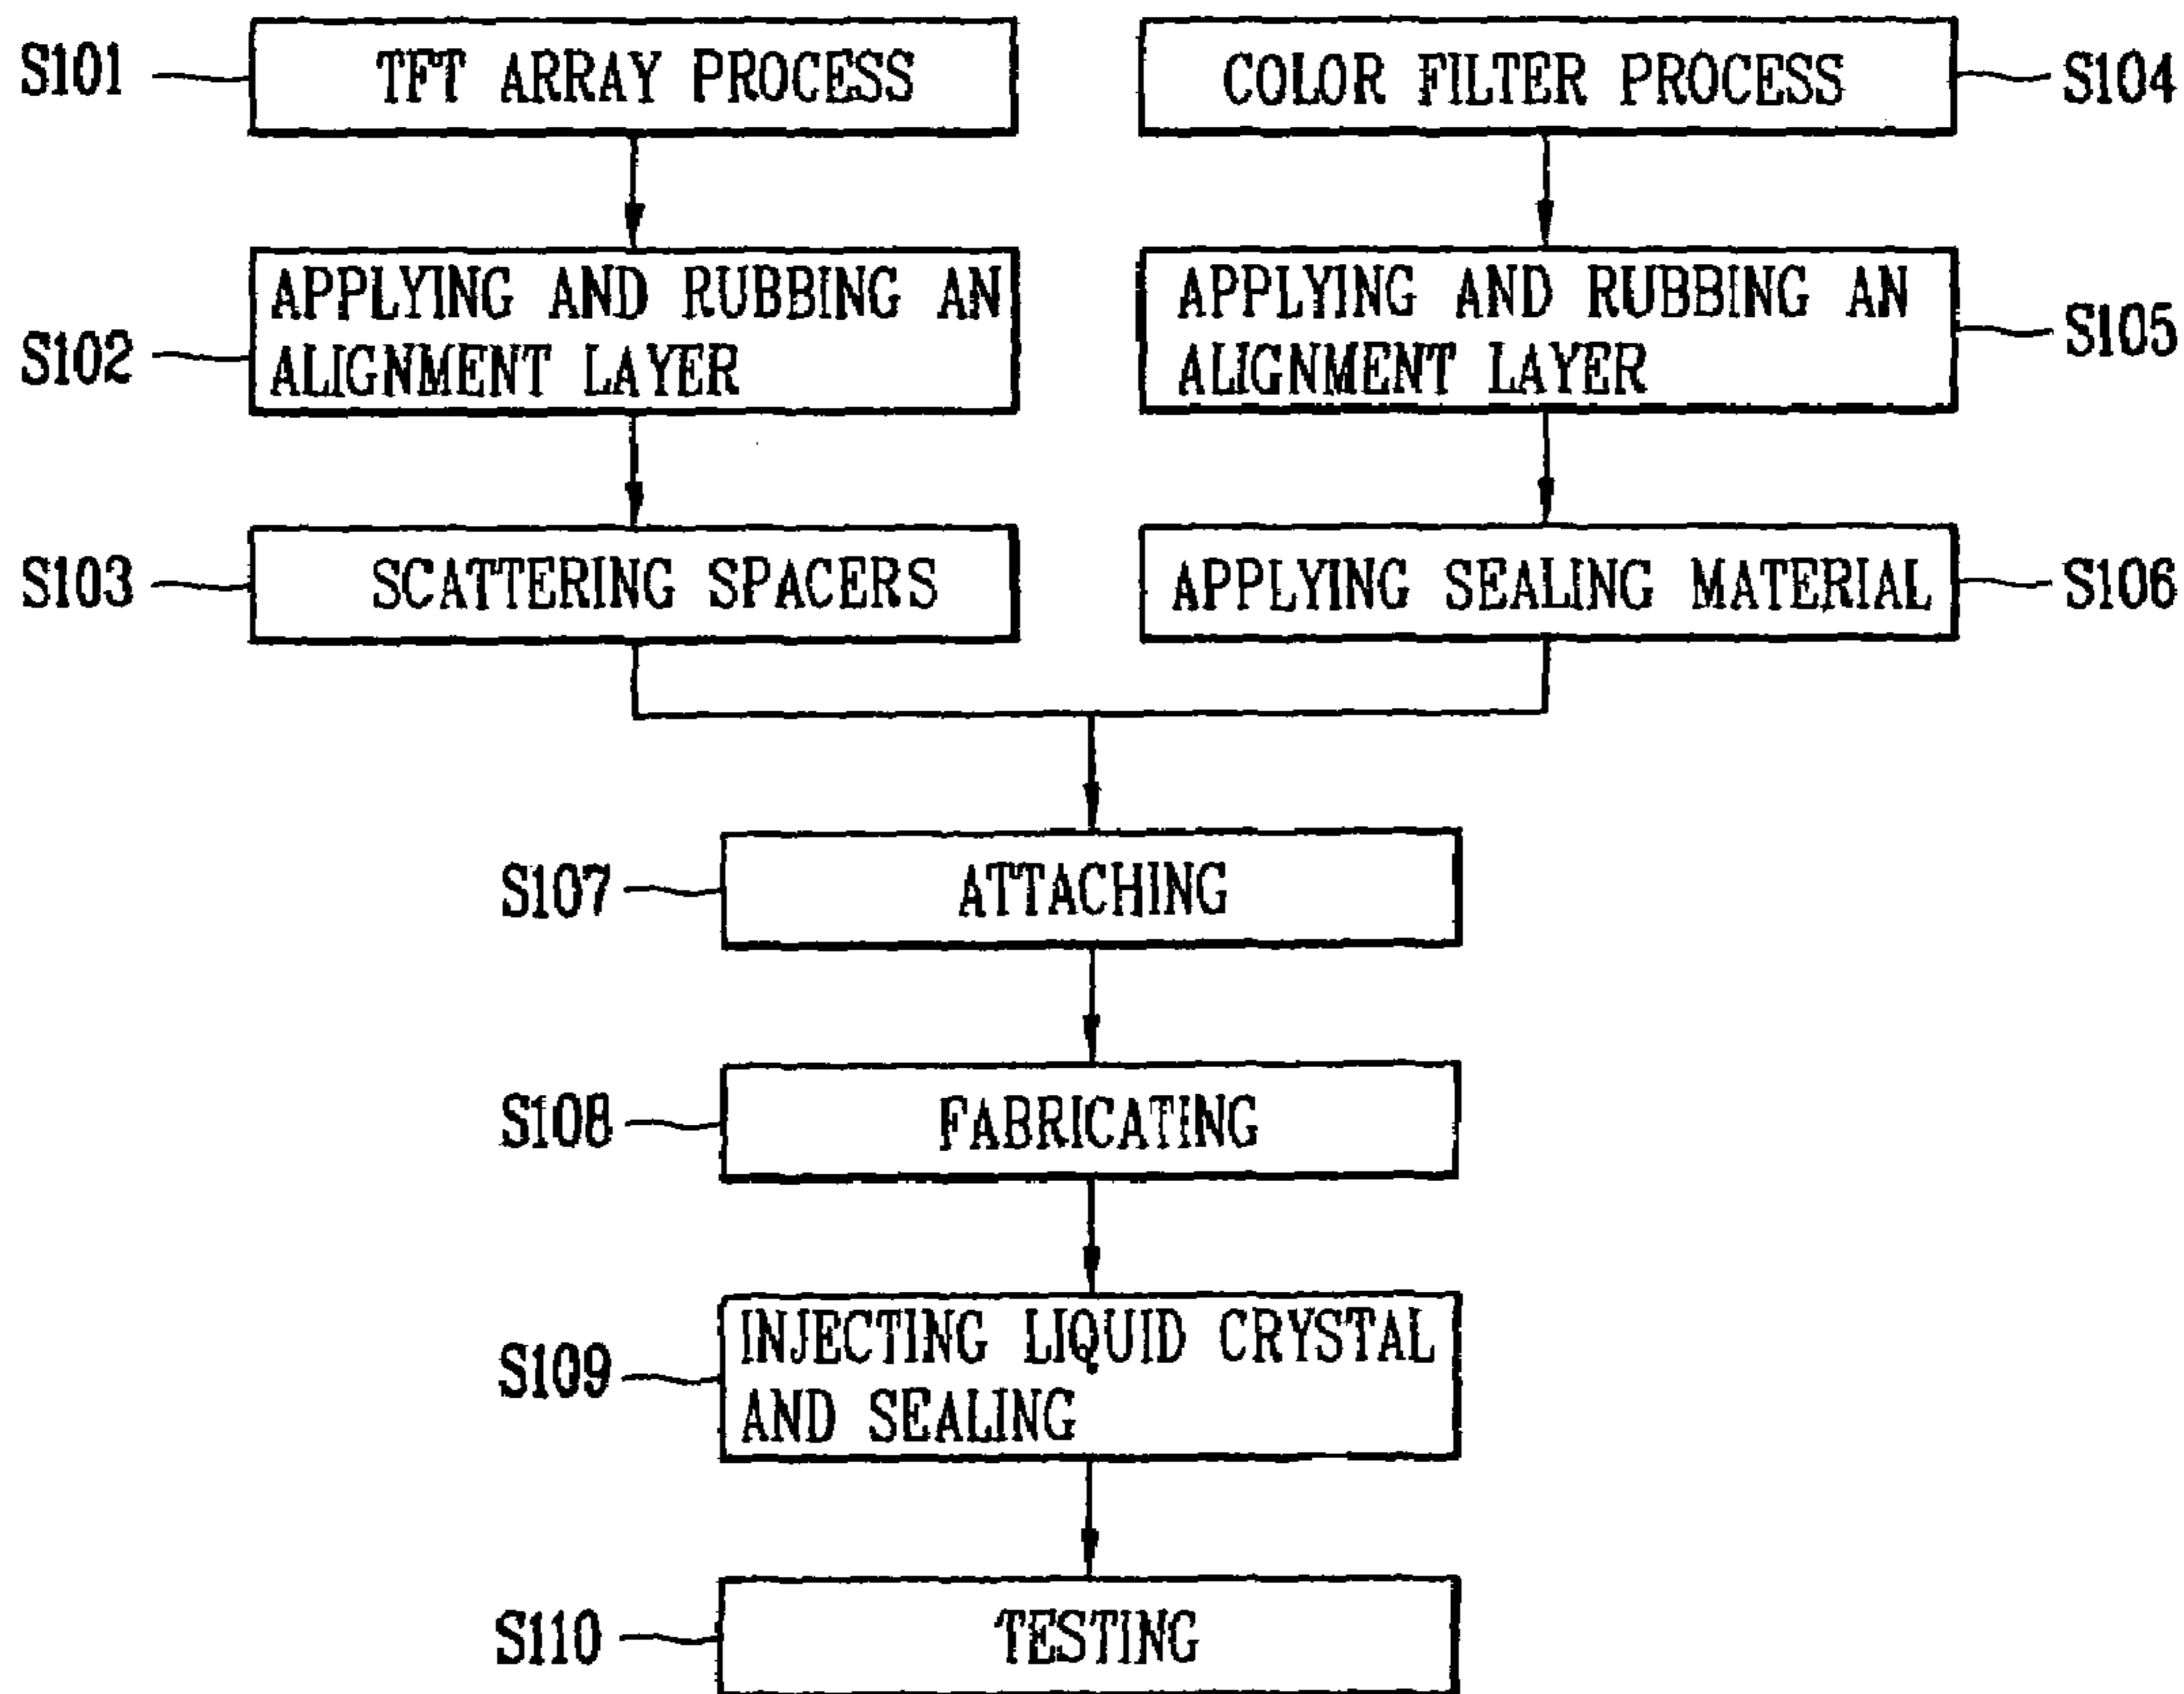 S101
TFT ARRAY PROCESS
COLOR FILTER PROCESS
S104
S102
APPLYING AND RUBBING AN
ALIGNMENT LAYER
APPLYING AND RUBBING AN
ALIGNMENT LAYER
S105
S103
SCATTERING SPACERS
APPLYING SEALING MATERIAL
S106
S107
ATTACHING
S108
FABRICATING
S109
INJECTING LIQUID CRYSTAL
AND SEALING
S110
TESTING